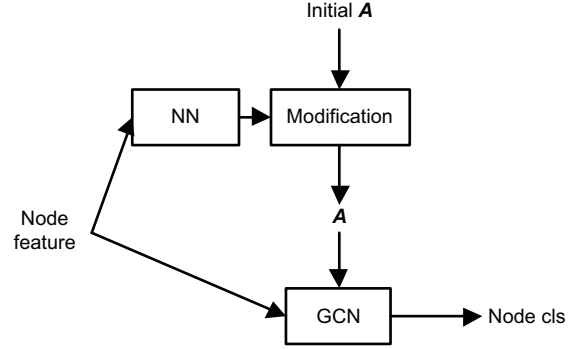 Initial A
NN
Modification
Node
feature
A
GCN
Node cls